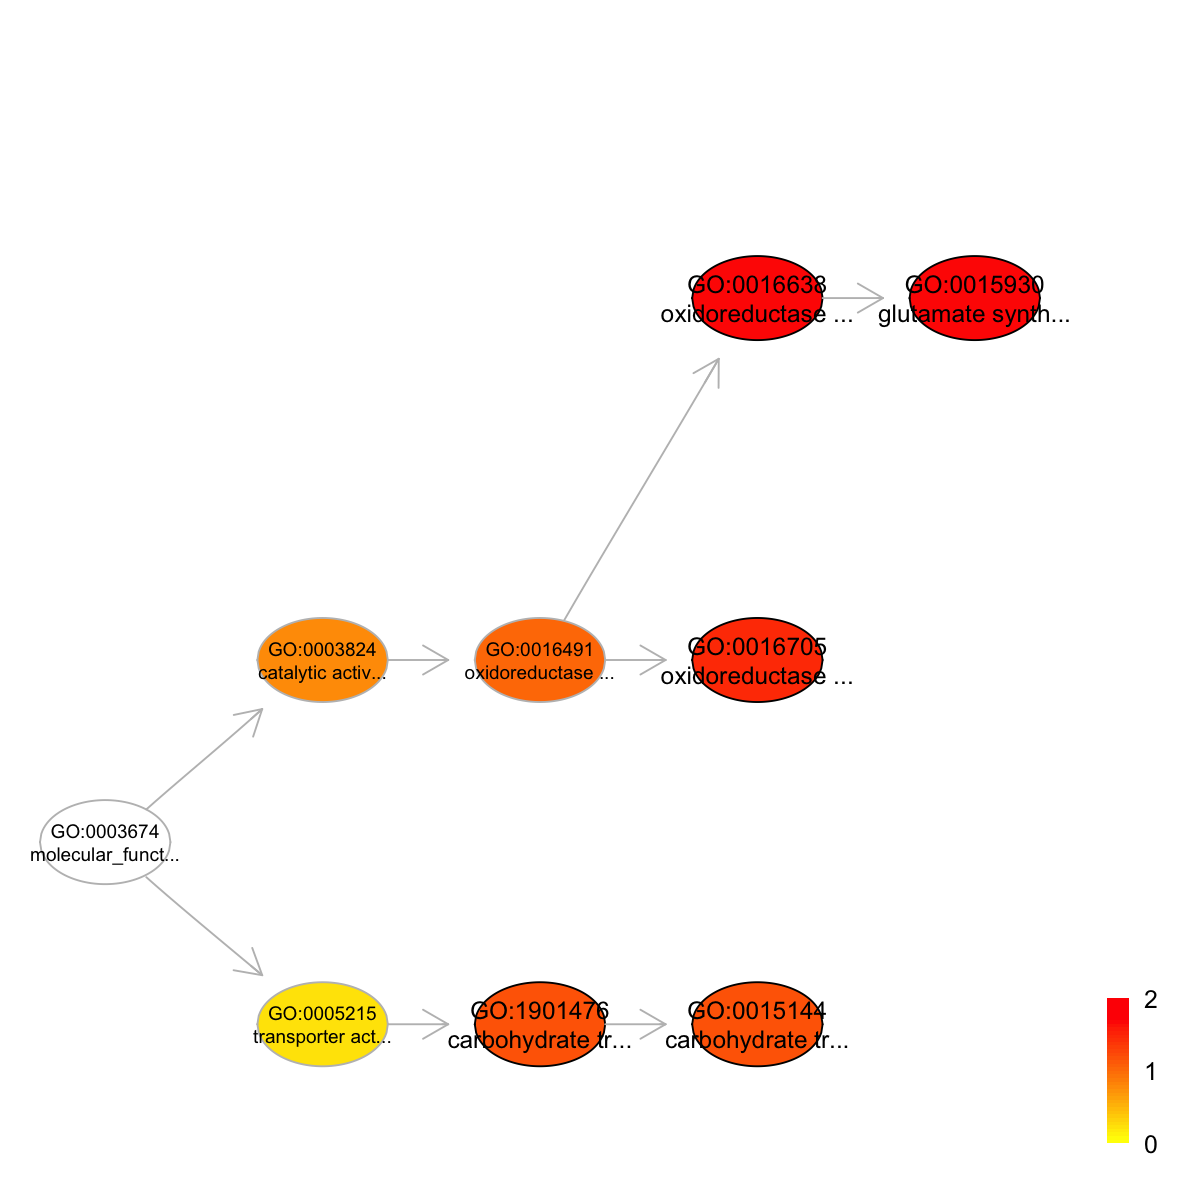 GO:0016638
oxidoreductase ...
GO:0015930
glutamate synth...
GO:0003824
catalytic activ...
GO:0016491
oxidoreductase ...
GO:0016705
oxidoreductase ...
GO:0003674
molecular_funct...
GO:0005215
transporter act...
GO:1901476
carbohydrate tr...
GO:0015144
carbohydrate tr...
2
1
0